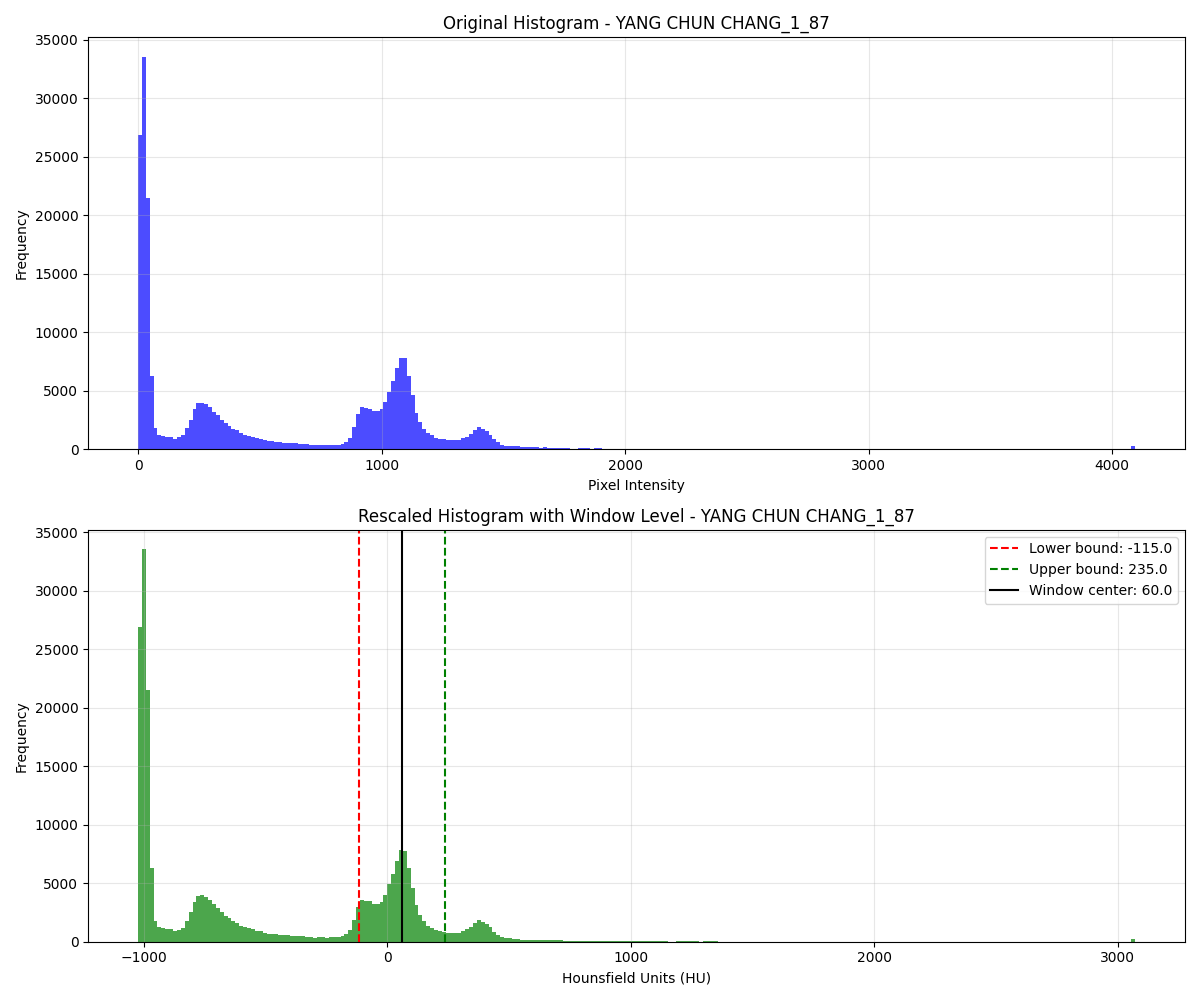 Original Histogram - YANG CHUN CHANG_1_87
35000
30000
25000
20000
15000
10000
5000
0
Frequency
0 1000 2000 3000 4000
Pixel Intensity
Rescaled Histogram with Window Level - YANG CHUN CHANG_1_87
35000
30000
25000
20000
15000
10000
5000
0
Frequency
Lower bound: -115.0
Upper bound: 235.0
Window center: 60.0
−1000 0 1000 2000 3000
Hounsfield Units (HU)